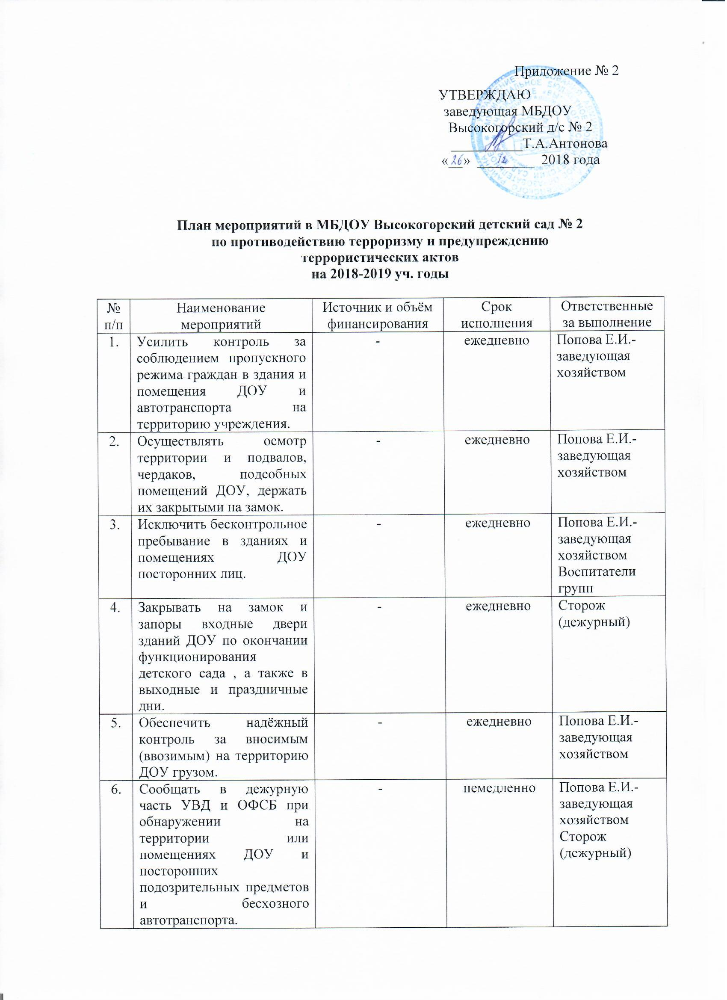 Приложение № 2
УТВЕРЖДАЮ
заведующая МБДОУ
Высокогорский д/с № 2
Т.А.Антонова
«26» 12 2018 года
План мероприятий в МБДОУ Высокогорский детский сад № 2
по противодействию терроризму и предупреждению
террористических актов
на 2018-2019 уч. годы
№ Наименование Источник и объём Срок Ответственные
п/п мероприятий финансирования исполнения за выполнение
1. Усилить контроль за - ежедневно Попова Е.И.-
соблюдением пропускного заведующая
режима граждан в здания и хозяйством
помещения ДОУ и
автотранспорта на
территорию учреждения.
2. Осуществлять осмотр - ежедневно Попова Е.И.-
территории и подвалов, заведующая
чердаков, подсобных хозяйством
помещений ДОУ, держать
их закрытыми на замок.
3. Исключить бесконтрольное - ежедневно Попова Е.И.-
пребывание в зданиях и заведующая
помещениях ДОУ хозяйством
посторонних лиц. Воспитатели
групп
4. Закрывать на замок и - ежедневно Сторож
запоры входные двери (дежурный)
зданий ДОУ по окончании
функционирования
детского сада , а также в
выходные и праздничные
дни.
5. Обеспечить надёжный - ежедневно Попова Е.И.-
контроль за вносимым заведующая
(ввозимым) на территорию хозяйством
ДОУ грузом.
6. Сообщать в дежурную - немедленно Попова Е.И.-
часть УВД и ОФСБ при заведующая
обнаружении на хозяйством
территории или Сторож
помещениях ДОУ и (дежурный)
посторонних
подозрительных предметов
и бесхозного
автотранспорта.